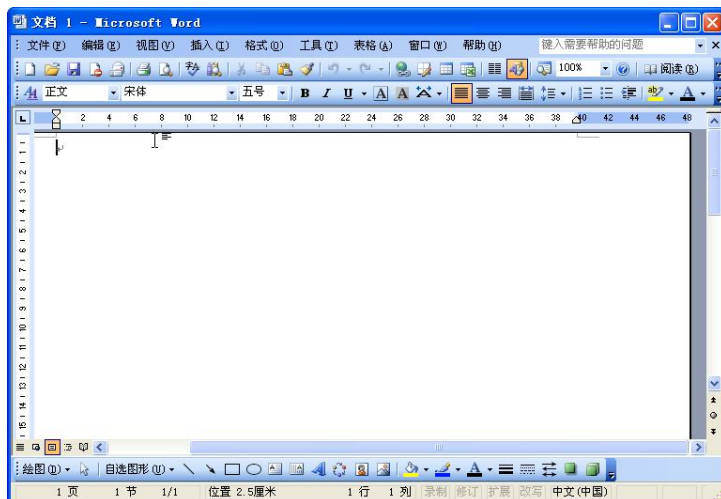 文档 1 - Microsoft Word
文件(F) 编辑(E) 视图(V) 插入(I) 格式(O) 工具(T) 表格(A) 窗口(W) 帮助(H) 键入需要帮助的问题
100% 阅读(R)
正文 宋体 五号 B I U A A A
2 4 6 8 10 12 14 16 18 20 22 24 26 28 30 32 34 36 38 40 42 44 46 48
绘图(D) 自选图形(U)
1 页 1 节 1/1 位置 2.5厘米 1 行 1 列 录制 修订 扩展 改写 中文(中国)